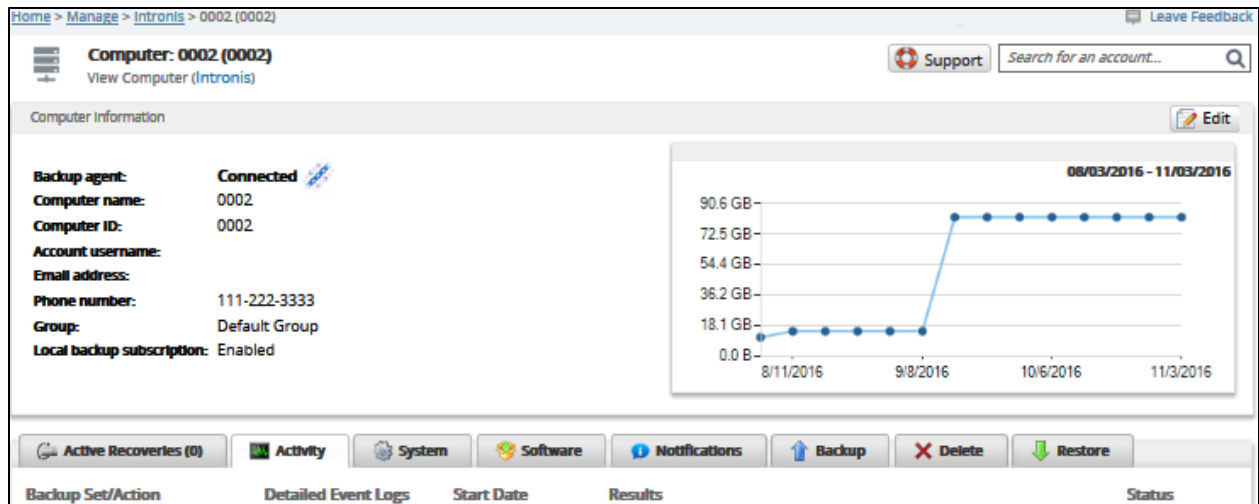 Home > Manage > Intronis > 0002 (0002)
Leave Feedback
Computer: 0002 (0002)
View Computer (Intronis)
Support
Search for an account...
Computer Information
Edit
Backup agent: Connected
Computer name: 0002
Computer ID: 0002
Account username:
Email address:
Phone number: 111-222-3333
Group: Default Group
Local backup subscription: Enabled
08/03/2016 - 11/03/2016
90.6 GB
72.5 GB
54.4 GB
36.2 GB
18.1 GB
0.0 B
8/11/2016 9/8/2016 10/6/2016 11/3/2016
Active Recoveries (0) Activity System Software Notifications Backup Delete Restore
Backup Set/Action Detailed Event Logs Start Date Results Status